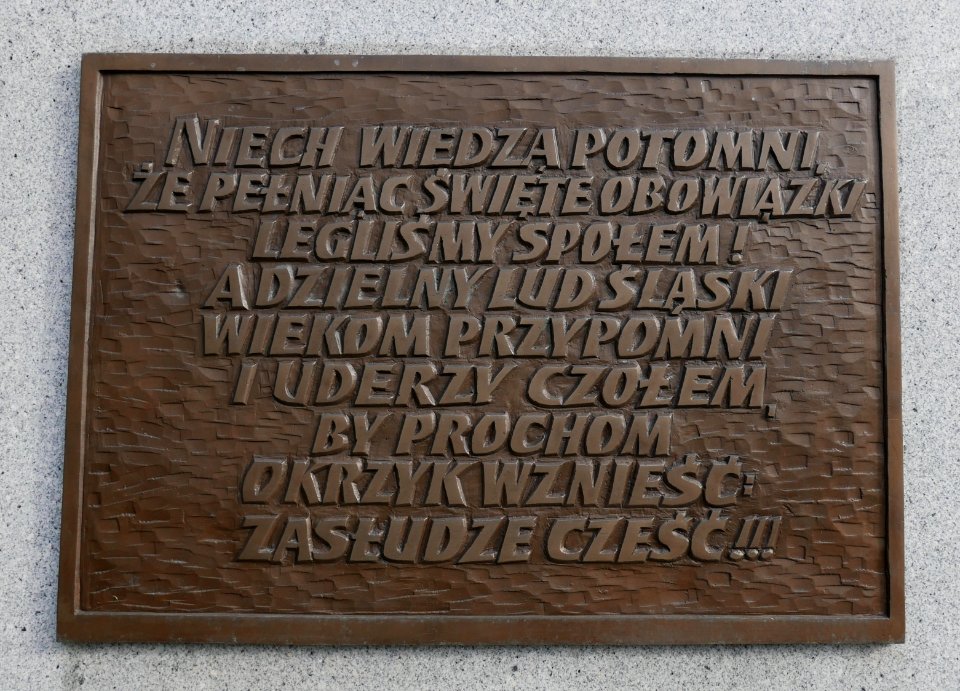 NIECH WIEDZĄ POTOMNI,
ŻE PEŁNIĄC ŚWIĘTE OBOWIĄZKI
LEGLIŚMY SPOŁEM!
A DZIELNY LUD ŚLĄSKI
WIEKOM PRZYPOMNI
I UDERZY CZOŁEM,
BY PROCHOM
OKRZYK WZNIEŚĆ:
ZASŁUDZE CZEŚĆ!!!